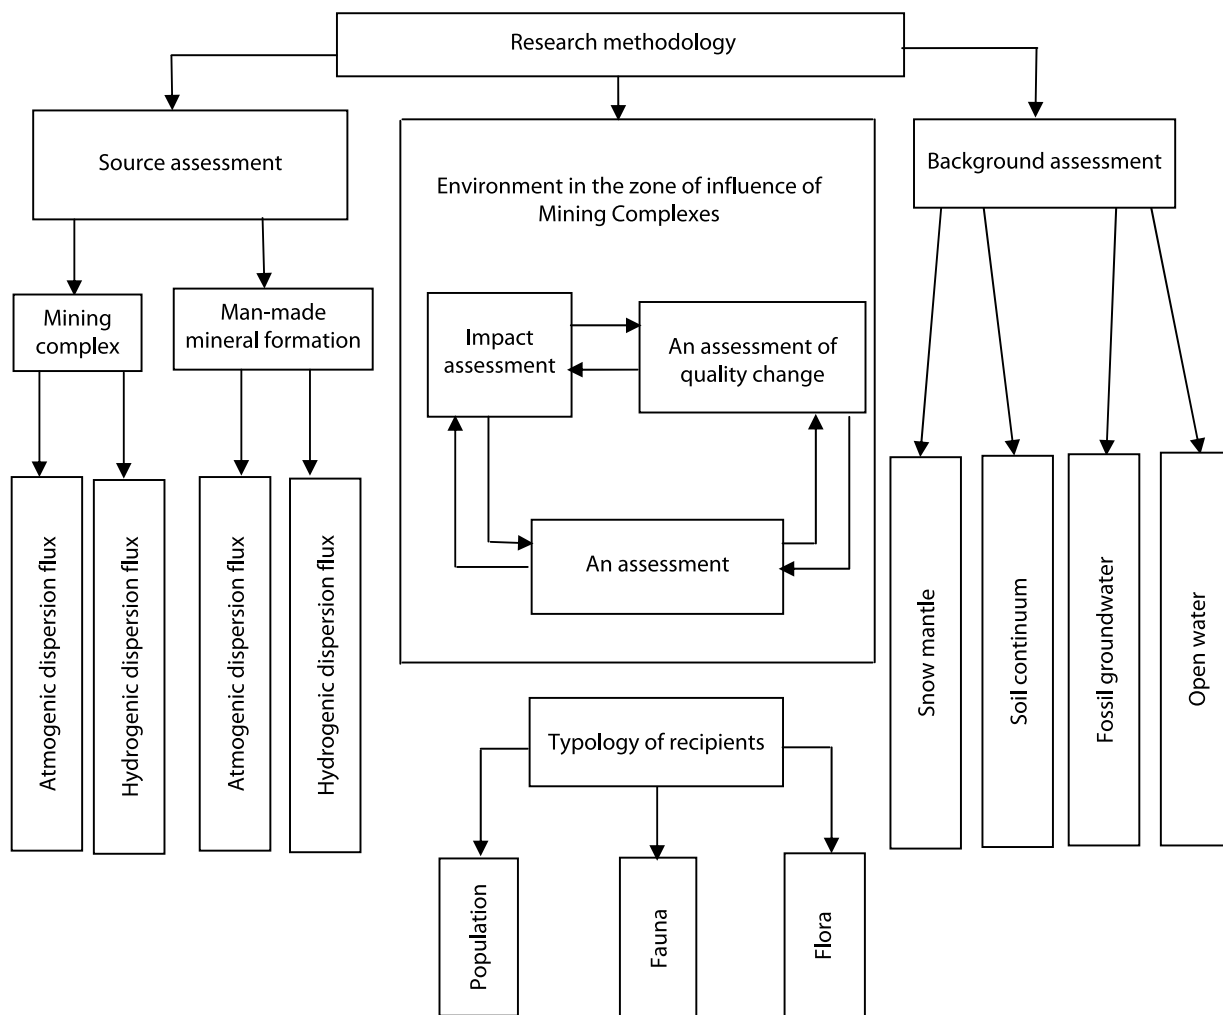 Research methodology
Source assessment
Environment in the zone of influence of
Mining Complexes
Background assessment
Mining
complex
Man-made
mineral formation
Impact
assessment
An assessment of
quality change
An assessment
Atmogenic dispersion flux
Hydrogenic dispersion flux
Atmogenic dispersion flux
Hydrogenic dispersion flux
Snow mantle
Soil continuum
Fossil groundwater
Open water
Typology of recipients
Population
Fauna
Flora